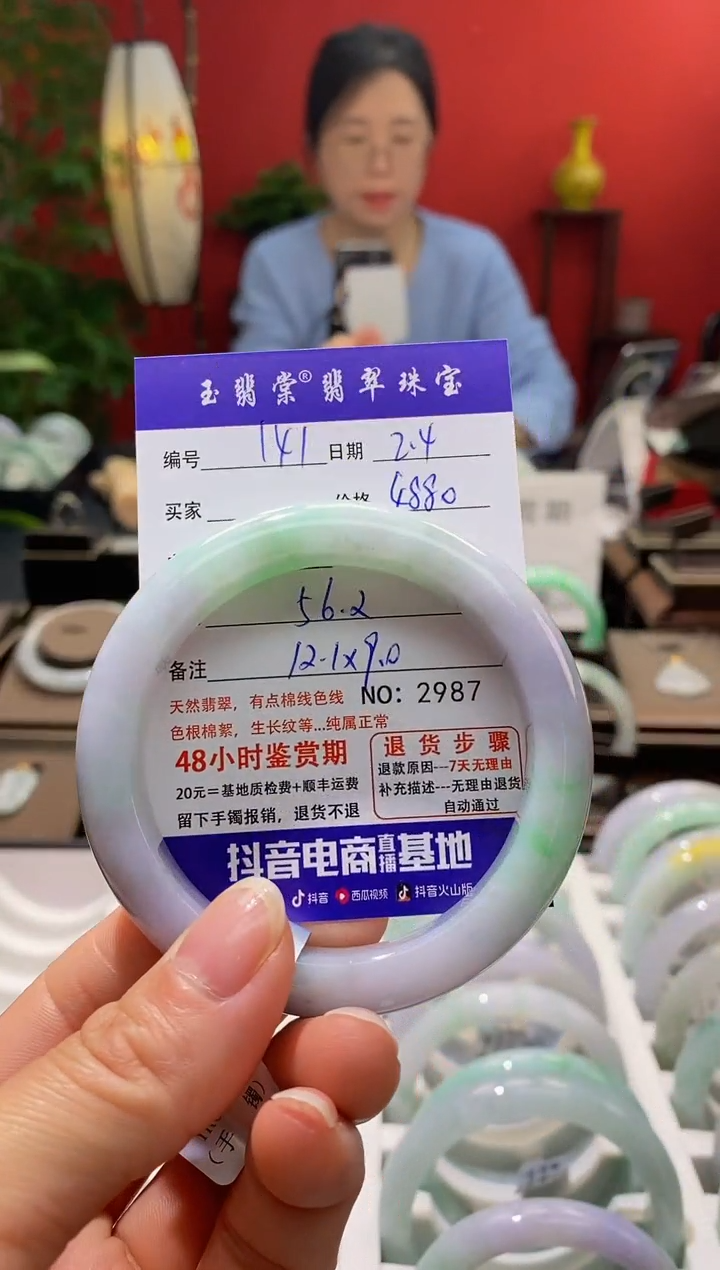 玉翡棠®翡翠珠宝
编号 141 日期 2.4
买家 价格 4880
56.2
备注 12.1x9.0
天然翡翠，有点棉线色线 NO: 2987
色根棉絮，生长纹等...纯属正常
48小时鉴赏期
20元=基地质检费+顺丰运费
留下手镯报销，退货不退
退货步骤
退款原因---7天无理由
补充描述---无理由退货
自动通过
抖音电商直播基地
抖音 西瓜视频 抖音火山版
(手镯)